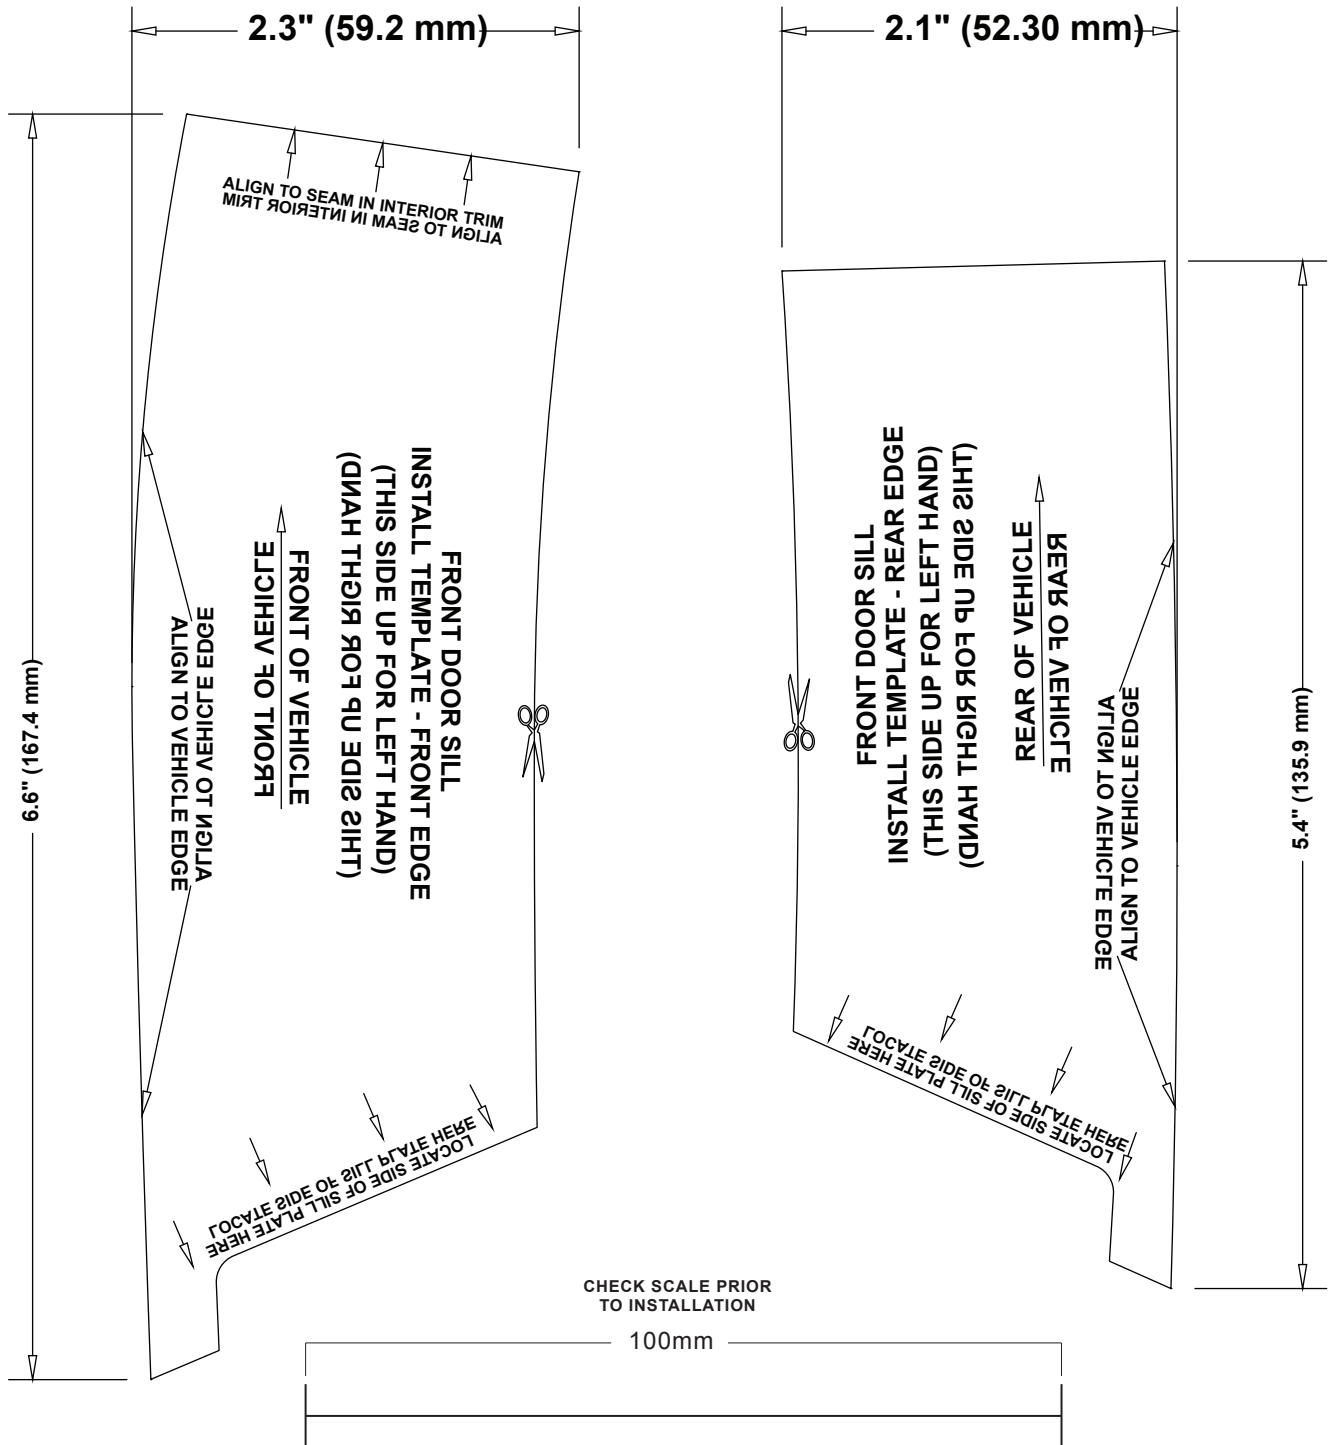 2.3" (59.2 mm)
2.1" (52.30 mm)
ALIGN TO SEAM IN INTERIOR TRIM
ALIGN TO SEAM IN INTERIOR TRIM
6.6" (167.4 mm)
ALIGN TO VEHICLE EDGE
ALIGN TO VEHICLE EDGE
FRONT OF VEHICLE
FRONT OF VEHICLE
FRONT DOOR SILL
INSTALL TEMPLATE - FRONT EDGE
(THIS SIDE UP FOR LEFT HAND)
(THIS SIDE UP FOR RIGHT HAND)
LOCATE SIDE OF SILL PLATE HERE
LOCATE SIDE OF SILL PLATE HERE
FRONT DOOR SILL
INSTALL TEMPLATE - REAR EDGE
(THIS SIDE UP FOR LEFT HAND)
(THIS SIDE UP FOR RIGHT HAND)
REAR OF VEHICLE
REAR OF VEHICLE
ALIGN TO VEHICLE EDGE
ALIGN TO VEHICLE EDGE
LOCATE SIDE OF SILL PLATE HERE
LOCATE SIDE OF SILL PLATE HERE
5.4" (135.9 mm)
CHECK SCALE PRIOR
TO INSTALLATION
100mm